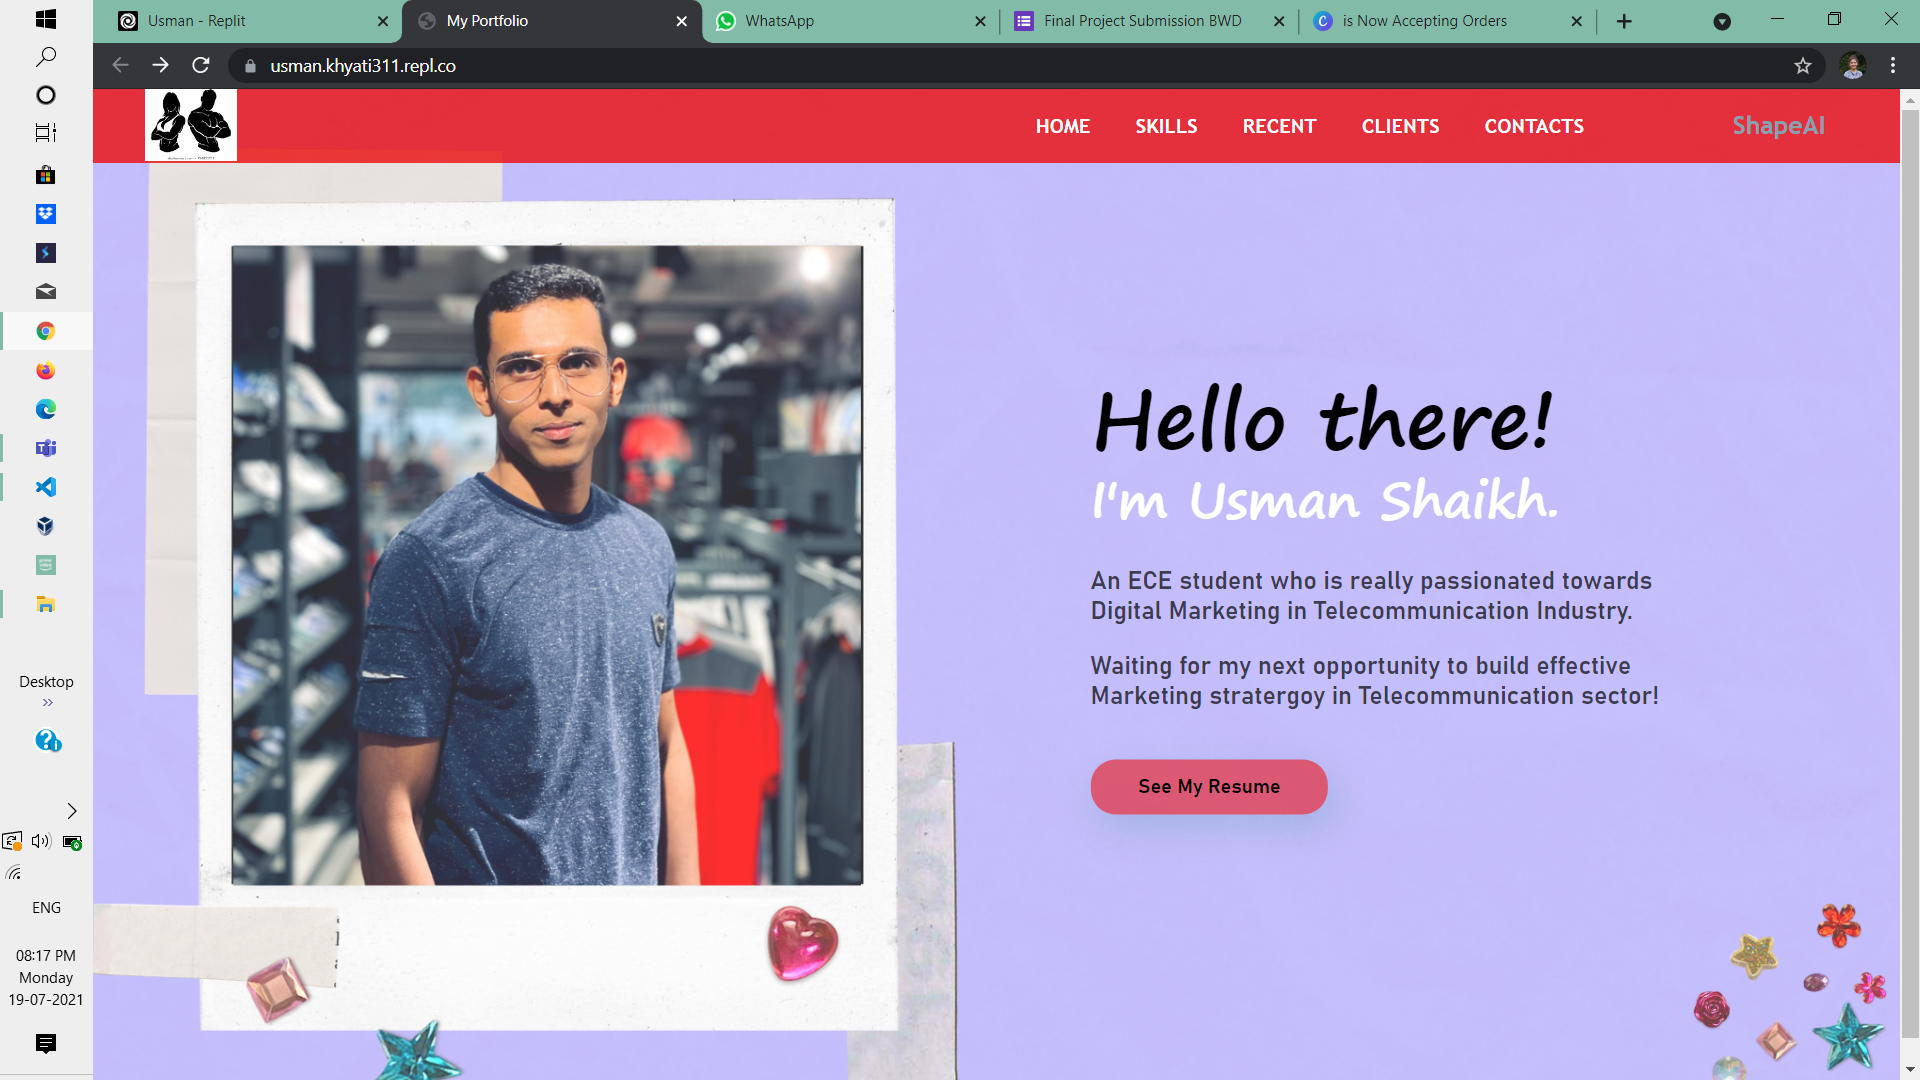 Usman - Replit
My Portfolio
WhatsApp
Final Project Submission BWD
is Now Accepting Orders
usman.khyati311.repl.co
HOME
SKILLS
RECENT
CLIENTS
CONTACTS
ShapeAI
Hello there!
I'm Usman Shaikh.
An ECE student who is really passionated towards
Digital Marketing in Telecommunication Industry.
Waiting for my next opportunity to build effective
Marketing stratergoy in Telecommunication sector!
See My Resume
Desktop
ENG
08:17 PM
Monday
19-07-2021